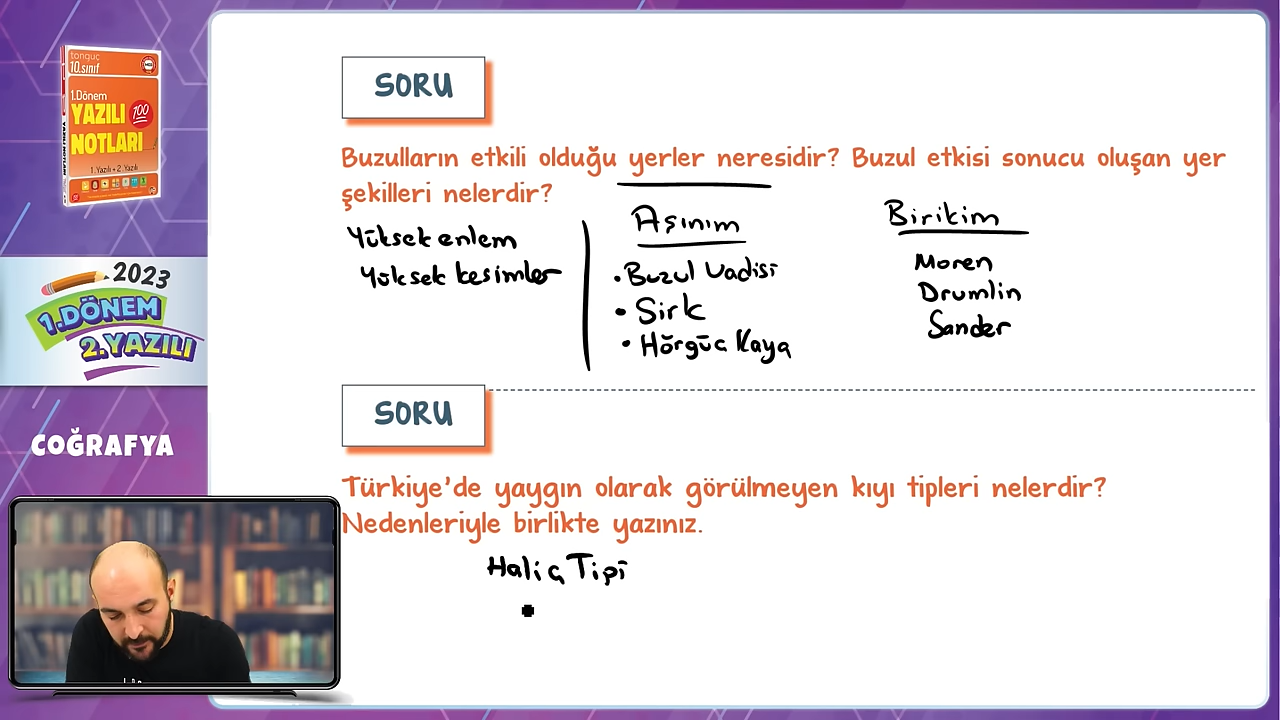 tonguç
10.sınıf
1.Dönem
YAZILI
100
NOTLARI
1.Yazılı + 2.Yazılı
YAZILI NOTLARI
2023
1.DÖNEM
2.YAZILI
COĞRAFYA
SORU
Buzulların etkili olduğu yerler neresidir? Buzul etkisi sonucu oluşan yer
şekilleri nelerdir?
Yüksek enlem
Yüksek kesimler
Aşınım
• Buzul Vadisi
• Sirk
• Hörgüç Kaya
Birikim
Moren
Drumlin
Sander
SORU
Türkiye'de yaygın olarak görülmeyen kıyı tipleri nelerdir?
Nedenleriyle birlikte yazınız.
Haliç Tipi